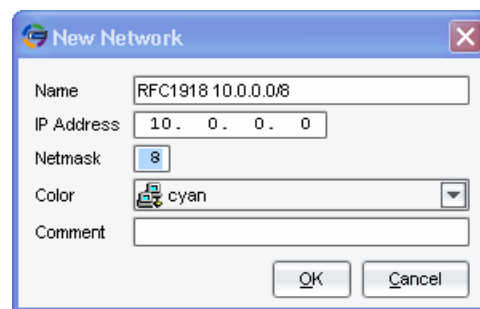 New Network
Name RFC1918 10.0.0.0/8
IP Address 10. 0. 0. 0
Netmask 8
Color cyan
Comment
OK Cancel